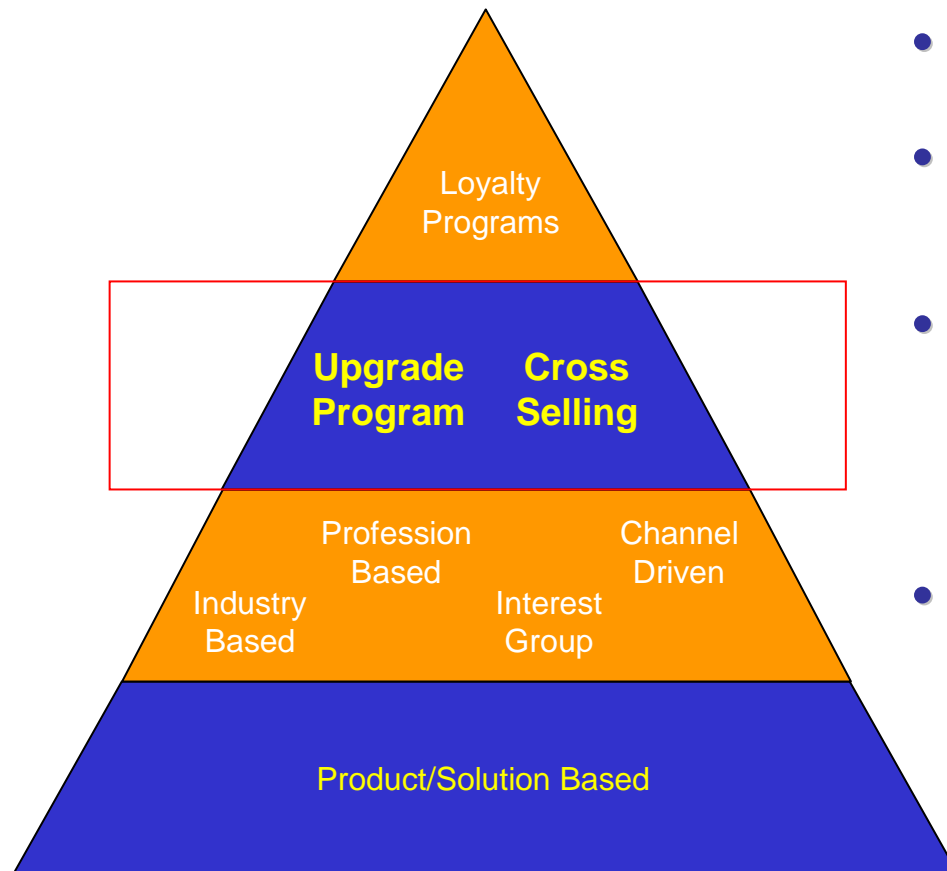 Loyalty
Programs
Upgrade Cross
Program Selling
Profession Channel
Based Driven
Industry Interest
Based Group
Product/Solution Based